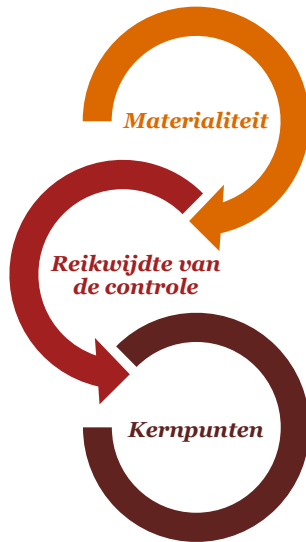 Materialiteit
Reikwijdte van
de controle
Kernpunten